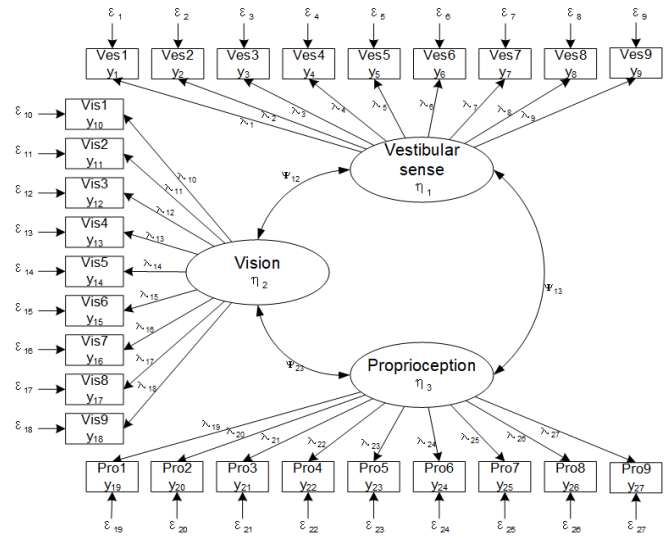 ε1 ε2 ε3 ε4 ε5 ε6 ε7 ε8 ε9
Ves1 Ves2 Ves3 Ves4 Ves5 Ves6 Ves7 Ves8 Ves9
y1 y2 y3 y4 y5 y6 y7 y8 y9
λ1 λ2 λ3 λ4 λ5 λ6 λ7 λ8 λ9
ε10 Vis1
y10
ε11 Vis2
y11
ε12 Vis3
y12
ε13 Vis4
y13
ε14 Vis5
y14
ε15 Vis6
y15
ε16 Vis7
y16
ε17 Vis8
y17
ε18 Vis9
y18
λ10
λ11
λ12
λ13
λ14
λ15
λ16
λ17
λ18
Vestibular
sense
η1
Ψ12
Vision
η2
Ψ13
Ψ23
Proprioception
η3
λ19 λ20 λ21 λ22 λ23 λ24 λ25 λ26 λ27
Pro1 Pro2 Pro3 Pro4 Pro5 Pro6 Pro7 Pro8 Pro9
y19 y20 y21 y22 y23 y24 y25 y26 y27
ε19 ε20 ε21 ε22 ε23 ε24 ε25 ε26 ε27